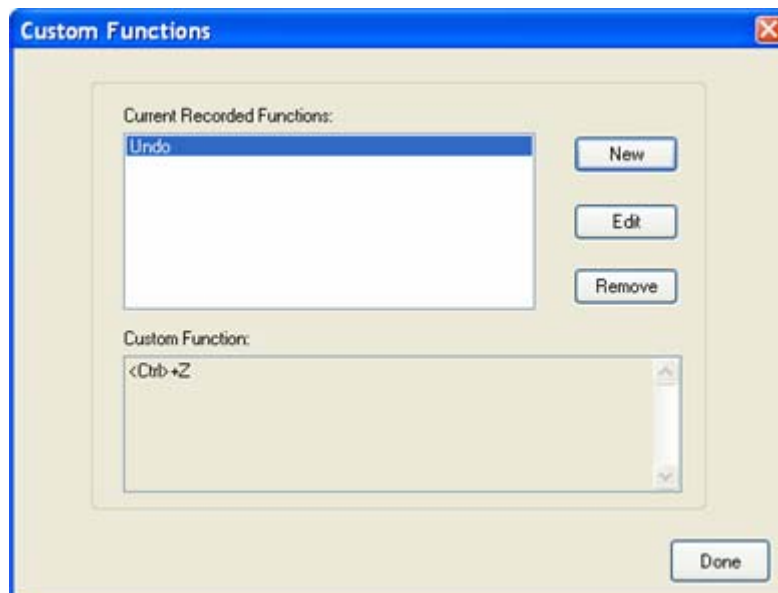 Custom Functions
Current Recorded Functions:
Undo
New
Edit
Remove
Custom Function:
<Ctrl>+Z
Done